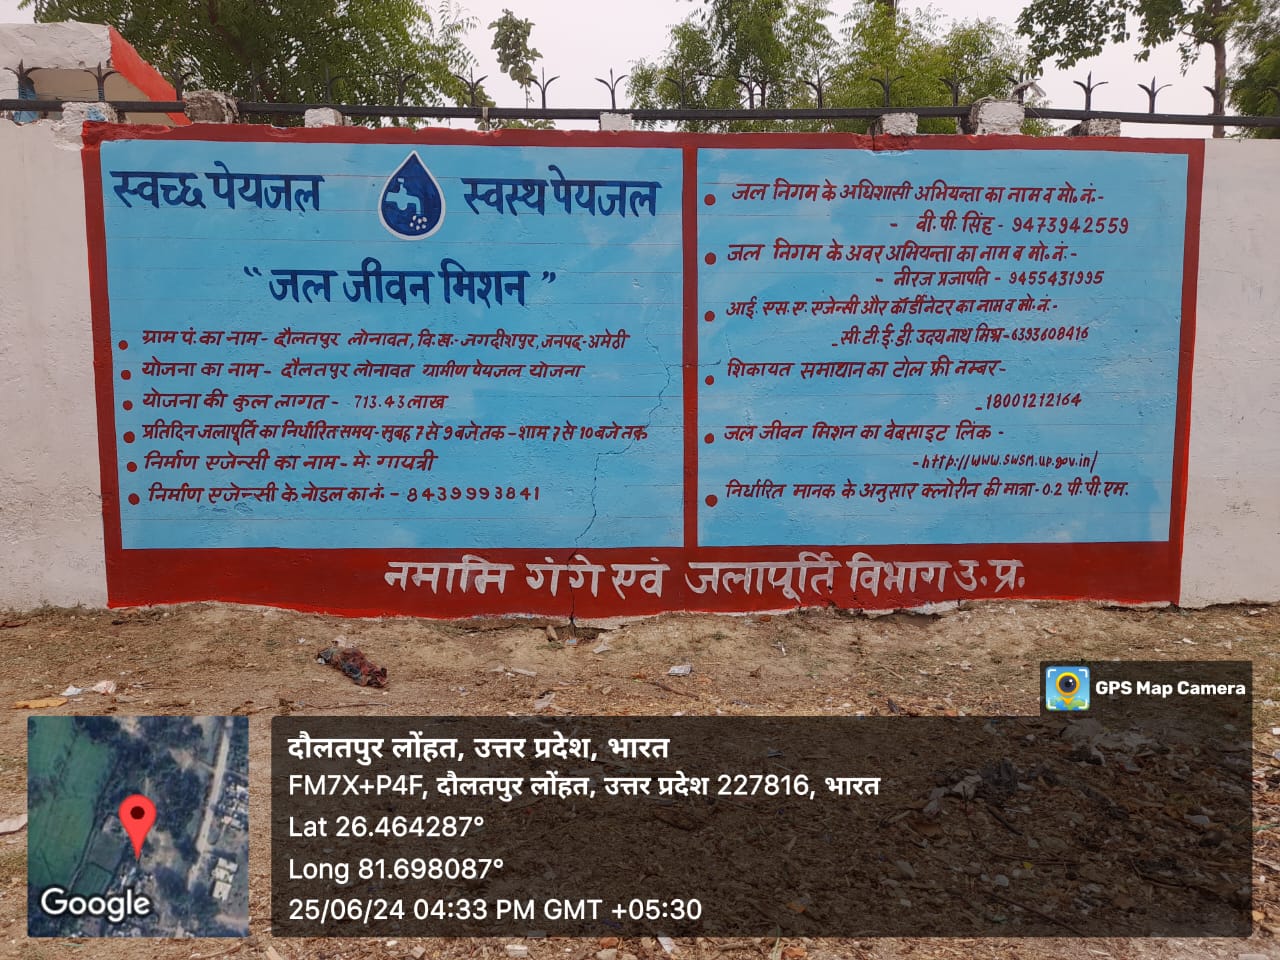 स्वच्छ पेयजल स्वस्थ पेयजल
“ जल जीवन मिशन ”
• ग्राम पं. का नाम - दौलतपुर लोनावत, वि.खः- जगदीशपुर, जनपद - अमेठी
• योजना का नाम - दौलतपुर लोनावत ग्रामीण पेयजल योजना
• योजना की कुल लागत - 713.43 लाख
• प्रतिदिन जलापूर्ति का निर्धारित समय - सुबह 7 से 9 बजे तक - शाम 7 से 10 बजे तक
• निर्माण एजेन्सी का नाम - मे. गायत्री
• निर्माण एजेन्सी के नोडल का नं. - 8439993841
• जल निगम के अधिशासी अभियन्ता का नाम व मो. नं.-
- वी. पी. सिंह - 9473942559
• जल निगम के अवर अभियन्ता का नाम व मो. नं.-
- नीरज प्रजापति - 9455431995
• आई. एस. ए. एजेन्सी और कॉर्डीनेटर का नाम व मो. नं.-
- सी. टी. ई. डी. उदयनाथ मिश्र - 6393608416
• शिकायत समाधान का टोल फ्री नम्बर -
- 18001212164
• जल जीवन मिशन का वेबसाइट लिंक -
- http://www.swsm.up.gov.in/
• निर्धारित मानक के अनुसार क्लोरीन की मात्रा - 0.2 पी. पी. एम.
नमामि गंगे एवं जलापूर्ति विभाग उ. प्र.
GPS Map Camera
दौलतपुर लोंहत, उत्तर प्रदेश, भारत
FM7X+P4F, दौलतपुर लोंहत, उत्तर प्रदेश 227816, भारत
Lat 26.464287°
Long 81.698087°
25/06/24 04:33 PM GMT +05:30
Google